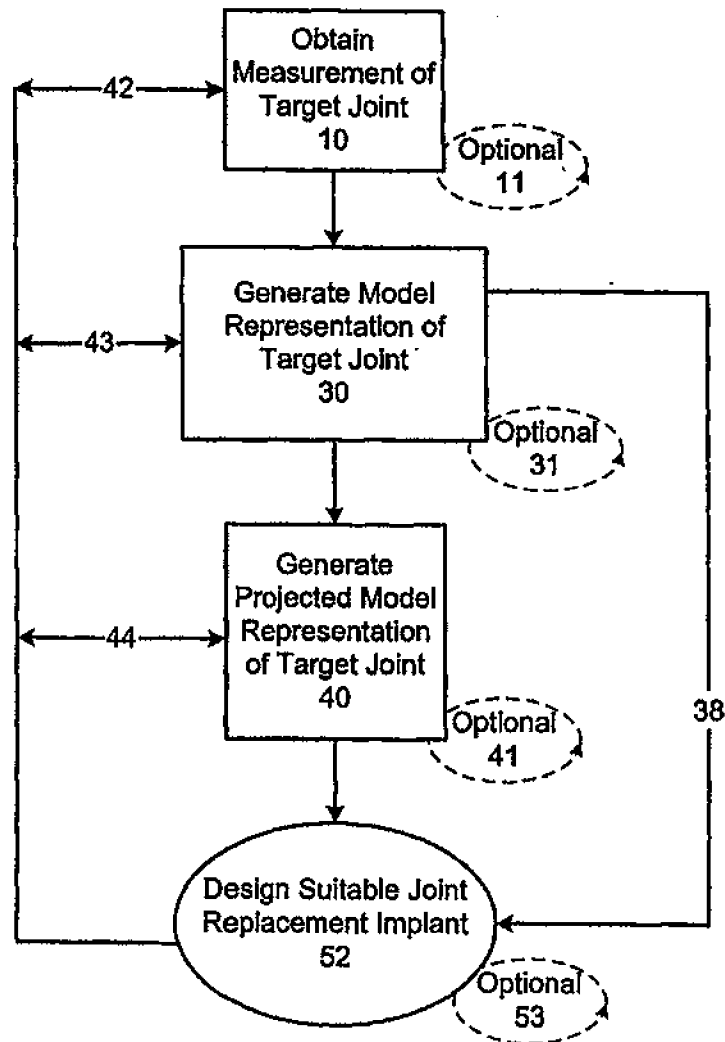 Obtain
Measurement of
Target Joint
10
42
Optional
11
Generate Model
Representation of
Target Joint
30
43
Optional
31
Generate
Projected Model
Representation
of Target Joint
40
44
Optional
41
38
Design Suitable Joint
Replacement Implant
52
Optional
53